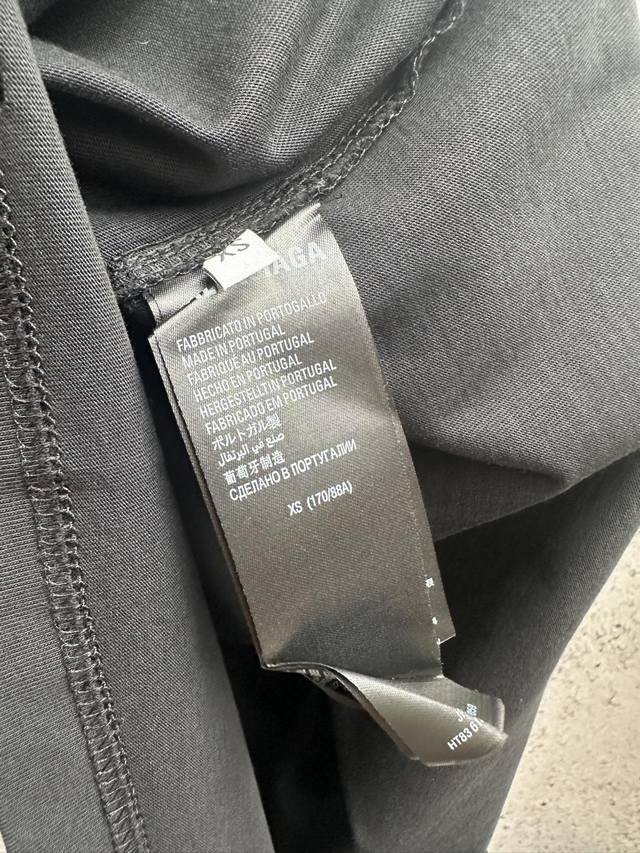 XS
FABBRICATO IN PORTOGALLO
MADE IN PORTUGAL
FABRIQUÉ AU PORTUGAL
HECHO EN PORTUGAL
HERGESTELLT IN PORTUGAL
FABRICADO EM PORTUGAL
ポルトガル製
صنع في البرتغال
葡萄牙制造
СДЕЛАНО В ПОРТУГАЛИИ
XS (170/88A)